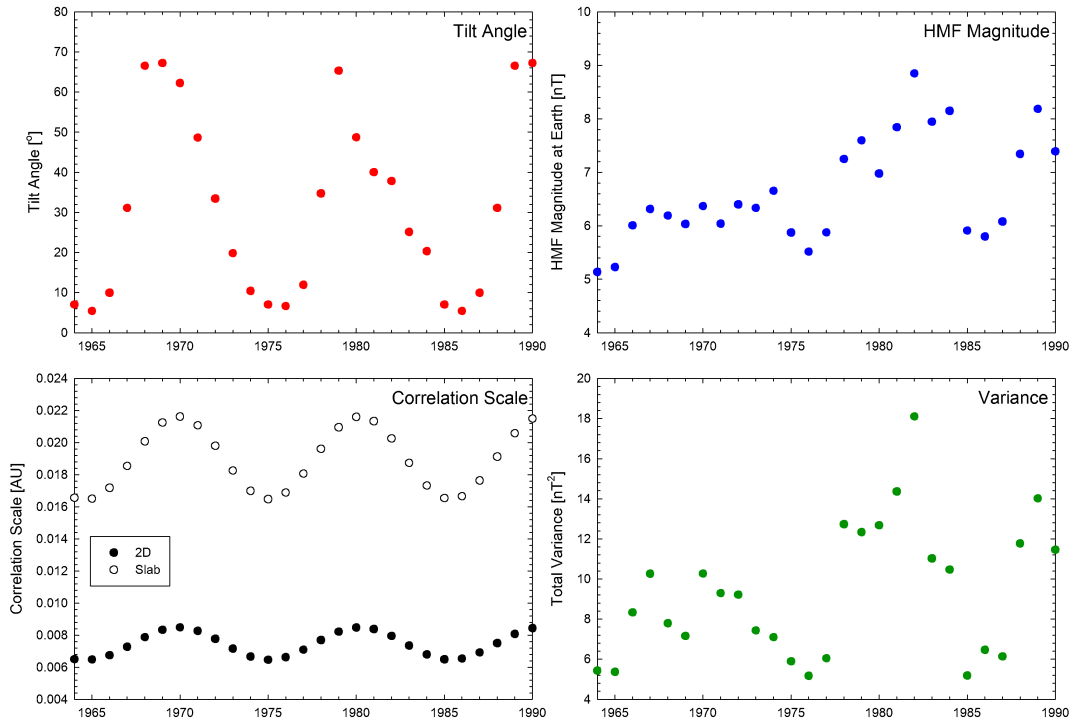 Tilt Angle
80
70
60
50
40
30
20
10
0
Tilt Angle [º]
1965 1970 1975 1980 1985 1990
HMF Magnitude
10
9
8
7
6
5
4
HMF Magnitude at Earth [nT]
1965 1970 1975 1980 1985 1990
Correlation Scale
0.024
0.022
0.020
0.018
0.016
0.014
0.012
0.010
0.008
0.006
0.004
Correlation Scale [AU]
2D
Slab
1965 1970 1975 1980 1985 1990
Variance
20
18
16
14
12
10
8
6
4
Total Variance [nT²]
1965 1970 1975 1980 1985 1990